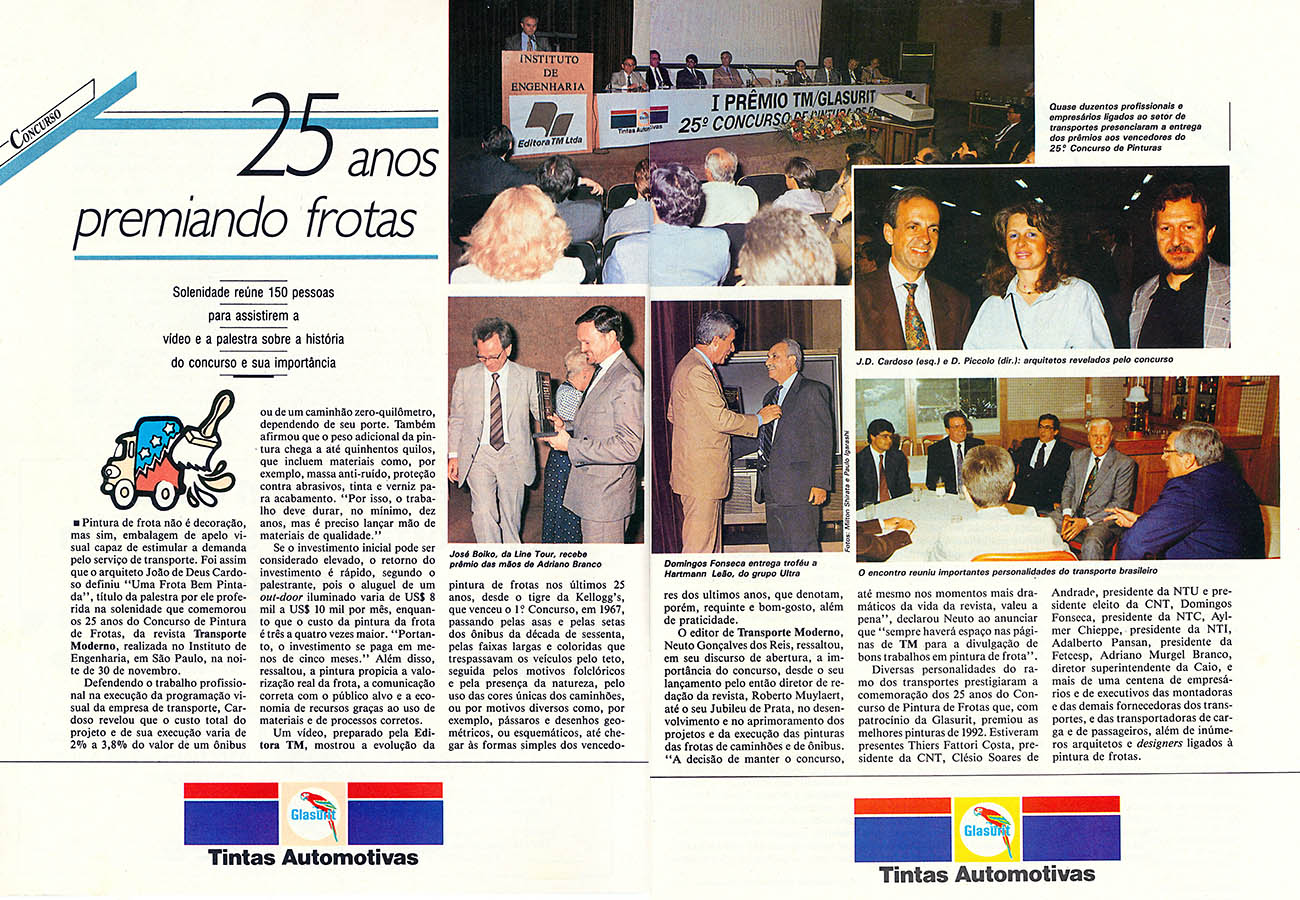 CONCURSO
25 anos
premiando frotas
Solenidade reúne 150 pessoas
para assistirem a
vídeo e a palestra sobre a história
do concurso e sua importância
■ Pintura de frota não é decoração,
mas sim, embalagem de apelo vi-
sual capaz de estimular a demanda
pelo serviço de transporte. Foi assim
que o arquiteto João de Deus Cardo-
so definiu “Uma Frota Bem Pinta-
da”, título da palestra por ele profe-
rida na solenidade que comemorou
os 25 anos do Concurso de Pintura
de Frotas, da revista Transporte
Moderno, realizada no Instituto de
Engenharia, em São Paulo, na noi-
te de 30 de novembro.
Defendendo o trabalho profissio-
nal na execução da programação vi-
sual da empresa de transporte, Car-
doso revelou que o custo total do
projeto e de sua execução varia de
2% a 3,8% do valor de um ônibus
ou de um caminhão zero-quilômetro,
dependendo de seu porte. Também
afirmou que o peso adicional da pin-
tura chega a até quinhentos quilos,
que incluem materiais como, por
exemplo, massa anti-ruído, proteção
contra abrasivos, tinta e verniz pa-
ra acabamento. “Por isso, o traba-
lho deve durar, no mínimo, dez
anos, mas é preciso lançar mão de
materiais de qualidade.”
Se o investimento inicial pode ser
considerado elevado, o retorno do
investimento é rápido, segundo o
palestrante, pois o aluguel de um
out-door iluminado varia de US$ 8
mil a US$ 10 mil por mês, enquan-
to que o custo da pintura da frota
é três a quatro vezes maior. “Portan-
to, o investimento se paga em me-
nos de cinco meses.” Além disso,
ressaltou, a pintura propicia a valo-
rização real da frota, a comunicação
correta com o público alvo e a eco-
nomia de recursos graças ao uso de
materiais e de processos corretos.
Um vídeo, preparado pela Edi-
tora TM, mostrou a evolução da
INSTITUTO
DE
ENGENHARIA
Editora TM Ltda
Tintas Automotivas
I PRÊMIO TM/GLASURIT
25º CONCURSO DE PINTURA DE
José Boiko, da Line Tour, recebe
prêmio das mãos de Adriano Branco
pintura de frotas nos últimos 25
anos, desde o tigre da Kellogg’s,
que venceu o 1º Concurso, em 1967,
passando pelas asas e pelas setas
dos ônibus da década de sessenta,
pelas faixas largas e coloridas que
trespassavam os veículos pelo teto,
seguida pelos motivos folclóricos
e pela presença da natureza, pelo
uso das cores únicas dos caminhões,
ou por motivos diversos como, por
exemplo, pássaros e desenhos geo-
métricos, ou esquemáticos, até che-
gar às formas simples dos vencedo-
Domingos Fonseca entrega troféu a
Hartmann Leão, do grupo Ultra
Fotos: Milton Shirata e Paulo Igarashi
res dos ultimos anos, que denotam,
porém, requinte e bom-gosto, além
de praticidade.
O editor de Transporte Moderno,
Neuto Gonçalves dos Reis, ressaltou,
em seu discurso de abertura, a im-
portância do concurso, desde o seu
lançamento pelo então diretor de re-
dação da revista, Roberto Muylaert,
até o seu Jubileu de Prata, no desen-
volvimento e no aprimoramento dos
projetos e da execução das pinturas
das frotas de caminhões e de ônibus.
“A decisão de manter o concurso,
Quase duzentos profissionais e
empresários ligados ao setor de
transportes presenciaram a entrega
dos prêmios aos vencedores do
25º Concurso de Pinturas
J.D. Cardoso (esq.) e D. Piccolo (dir.): arquitetos revelados pelo concurso
O encontro reuniu importantes personalidades do transporte brasileiro
até mesmo nos momentos mais dra-
máticos da vida da revista, valeu a
pena”, declarou Neuto ao anunciar
que “sempre haverá espaço nas pági-
nas de TM para a divulgação de
bons trabalhos em pintura de frota”.
Diversas personalidades do ra-
mo dos transportes prestigiaram a
comemoração dos 25 anos do Con-
curso de Pintura de Frotas que, com
patrocínio da Glasurit, premiou as
melhores pinturas de 1992. Estiveram
presentes Thiers Fattori Costa, pre-
sidente da CNT, Clésio Soares de
Andrade, presidente da NTU e pre-
sidente eleito da CNT, Domingos
Fonseca, presidente da NTC, Ayl-
mer Chieppe, presidente da NTI,
Adalberto Pansan, presidente da
Fetcesp, Adriano Murgel Branco,
diretor superintendente da Caio, e
mais de uma centena de empresá-
rios e de executivos das montadoras
e das demais fornecedoras dos trans-
portes, e das transportadoras de car-
ga e de passageiros, além de inúme-
ros arquitetos e designers ligados à
pintura de frotas.
Glasurit
Tintas Automotivas
Glasurit
Tintas Automotivas